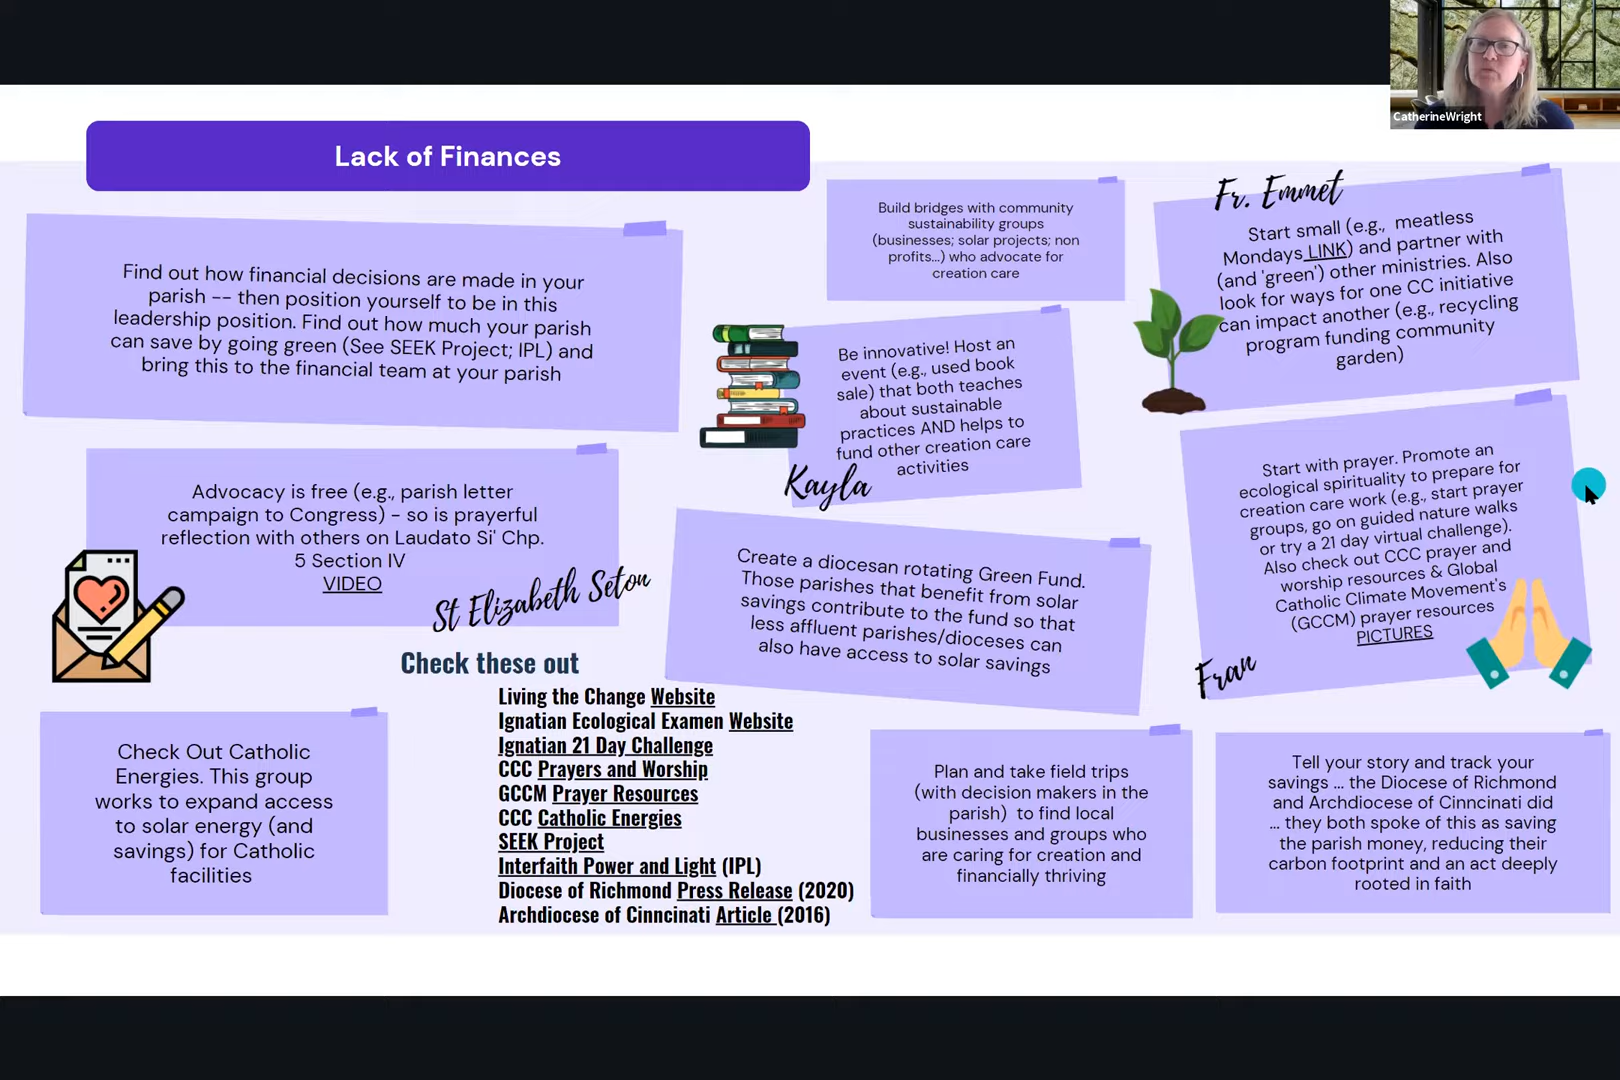 CatherineWright
Lack of Finances
Find out how financial decisions are made in your
parish -- then position yourself to be in this
leadership position. Find out how much your parish
can save by going green (See SEEK Project; IPL) and
bring this to the financial team at your parish
Build bridges with community
sustainability groups
(businesses; solar projects; non
profits...) who advocate for
creation care
Fr. Emmet
Start small (e.g., meatless
Mondays LINK) and partner with
(and 'green') other ministries. Also
look for ways for one CC initiative
can impact another (e.g., recycling
program funding community
garden)
Be innovative! Host an
event (e.g., used book
sale) that both teaches
about sustainable
practices AND helps to
fund other creation care
activities
Kayla
Advocacy is free (e.g., parish letter
campaign to Congress) - so is prayerful
reflection with others on Laudato Si' Chp.
5 Section IV
VIDEO
St Elizabeth Seton
Create a diocesan rotating Green Fund.
Those parishes that benefit from solar
savings contribute to the fund so that
less affluent parishes/dioceses can
also have access to solar savings
Start with prayer. Promote an
ecological spirituality to prepare for
creation care work (e.g., start prayer
groups, go on guided nature walks
or try a 21 day virtual challenge).
Also check out CCC prayer and
worship resources & Global
Catholic Climate Movement's
(GCCM) prayer resources
PICTURES
Fran
Check these out
Living the Change Website
Ignatian Ecological Examen Website
Ignatian 21 Day Challenge
CCC Prayers and Worship
GCCM Prayer Resources
CCC Catholic Energies
SEEK Project
Interfaith Power and Light (IPL)
Diocese of Richmond Press Release (2020)
Archdiocese of Cinncinati Article (2016)
Check Out Catholic
Energies. This group
works to expand access
to solar energy (and
savings) for Catholic
facilities
Plan and take field trips
(with decision makers in the
parish) to find local
businesses and groups who
are caring for creation and
financially thriving
Tell your story and track your
savings ... the Diocese of Richmond
and Archdiocese of Cinncinati did
... they both spoke of this as saving
the parish money, reducing their
carbon footprint and an act deeply
rooted in faith